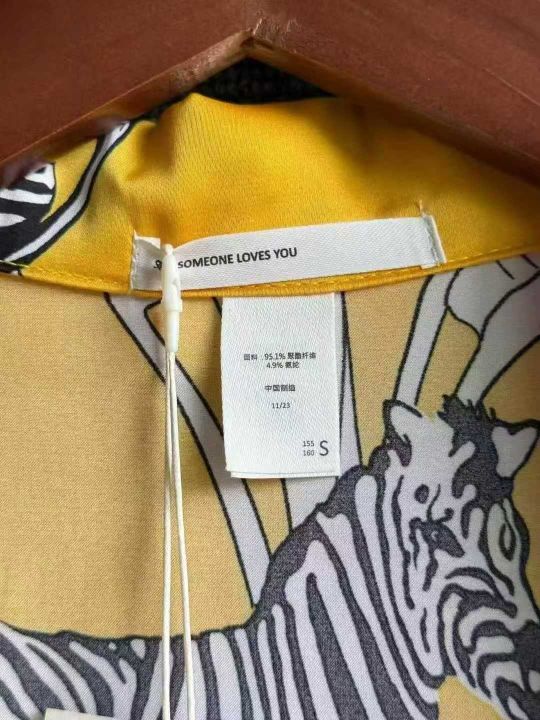 SOMEONE LOVES YOU
面料：95.1% 聚酯纤维
4.9% 氨纶
中国制造
11/23
155
160 S